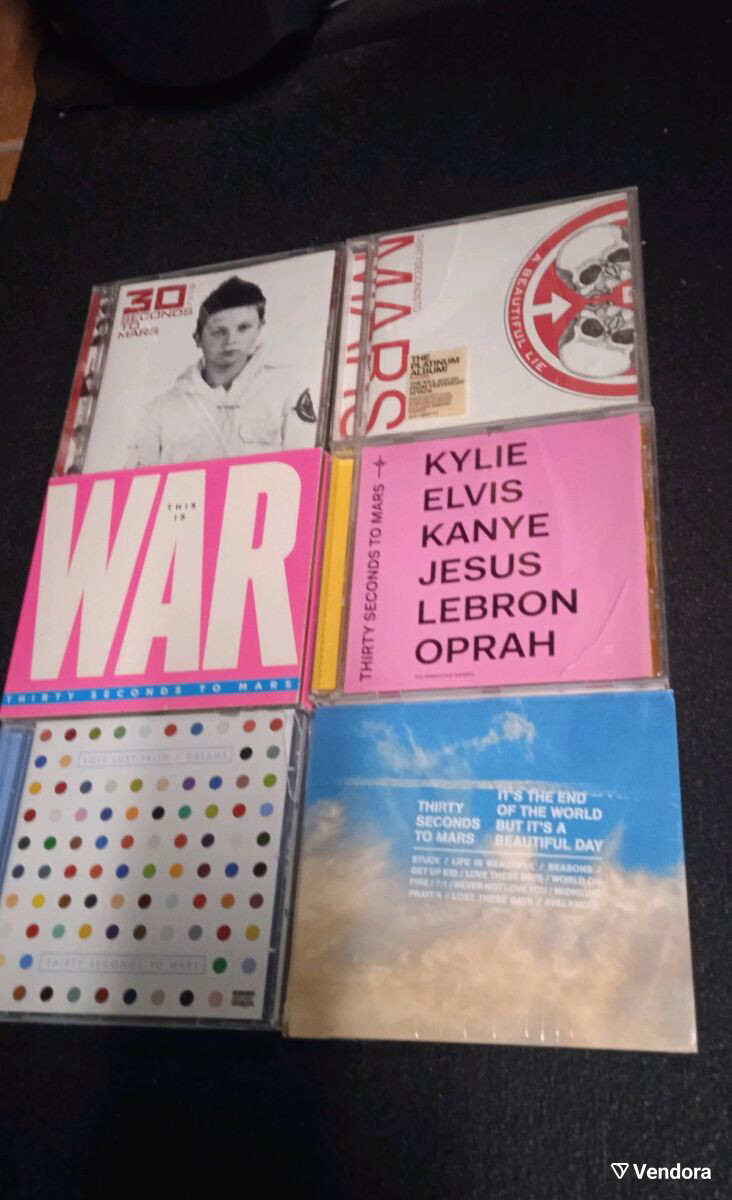 30
SECONDS
TO
MARS
THIRTYSECONDSTO
MARS
MARS
A BEAUTIFUL LIE
THE
PLATINUM
ALBUM!
THIS IS
WAR
THIRTY SECONDS TO MARS
THIRTY SECONDS TO MARS
KYLIE
ELVIS
KANYE
JESUS
LEBRON
OPRAH
LOVE LUST FAITH + DREAMS
THIRTY SECONDS TO MARS
THIRTY
SECONDS
TO MARS
IT'S THE END
OF THE WORLD
BUT IT'S A
BEAUTIFUL DAY
STUCK / LIFE IS BEAUTIFUL / SEASONS /
GET UP KID / LOVE THESE DAYS / WORLD ON
FIRE / 7:1 / NEVER NOT LOVE YOU / MIDNIGHT
PRAYER / LOST THESE DAYS / AVALANCHE
Vendora